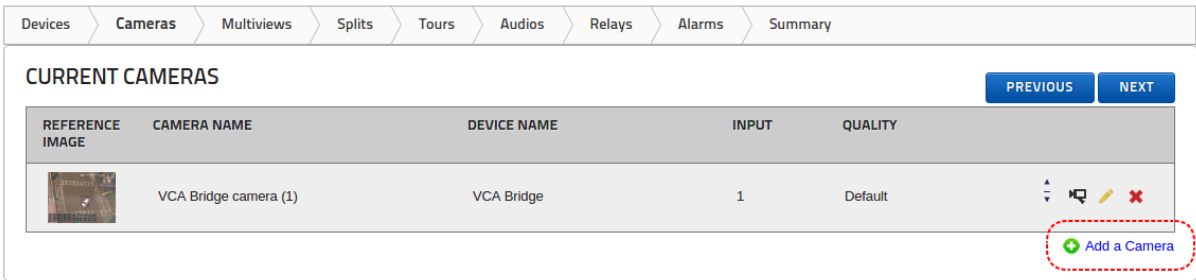 Devices Cameras Multiviews Splits Tours Audios Relays Alarms Summary
CURRENT CAMERAS
PREVIOUS NEXT
REFERENCE IMAGE CAMERA NAME DEVICE NAME INPUT QUALITY
VCA Bridge camera (1) VCA Bridge 1 Default
Add a Camera